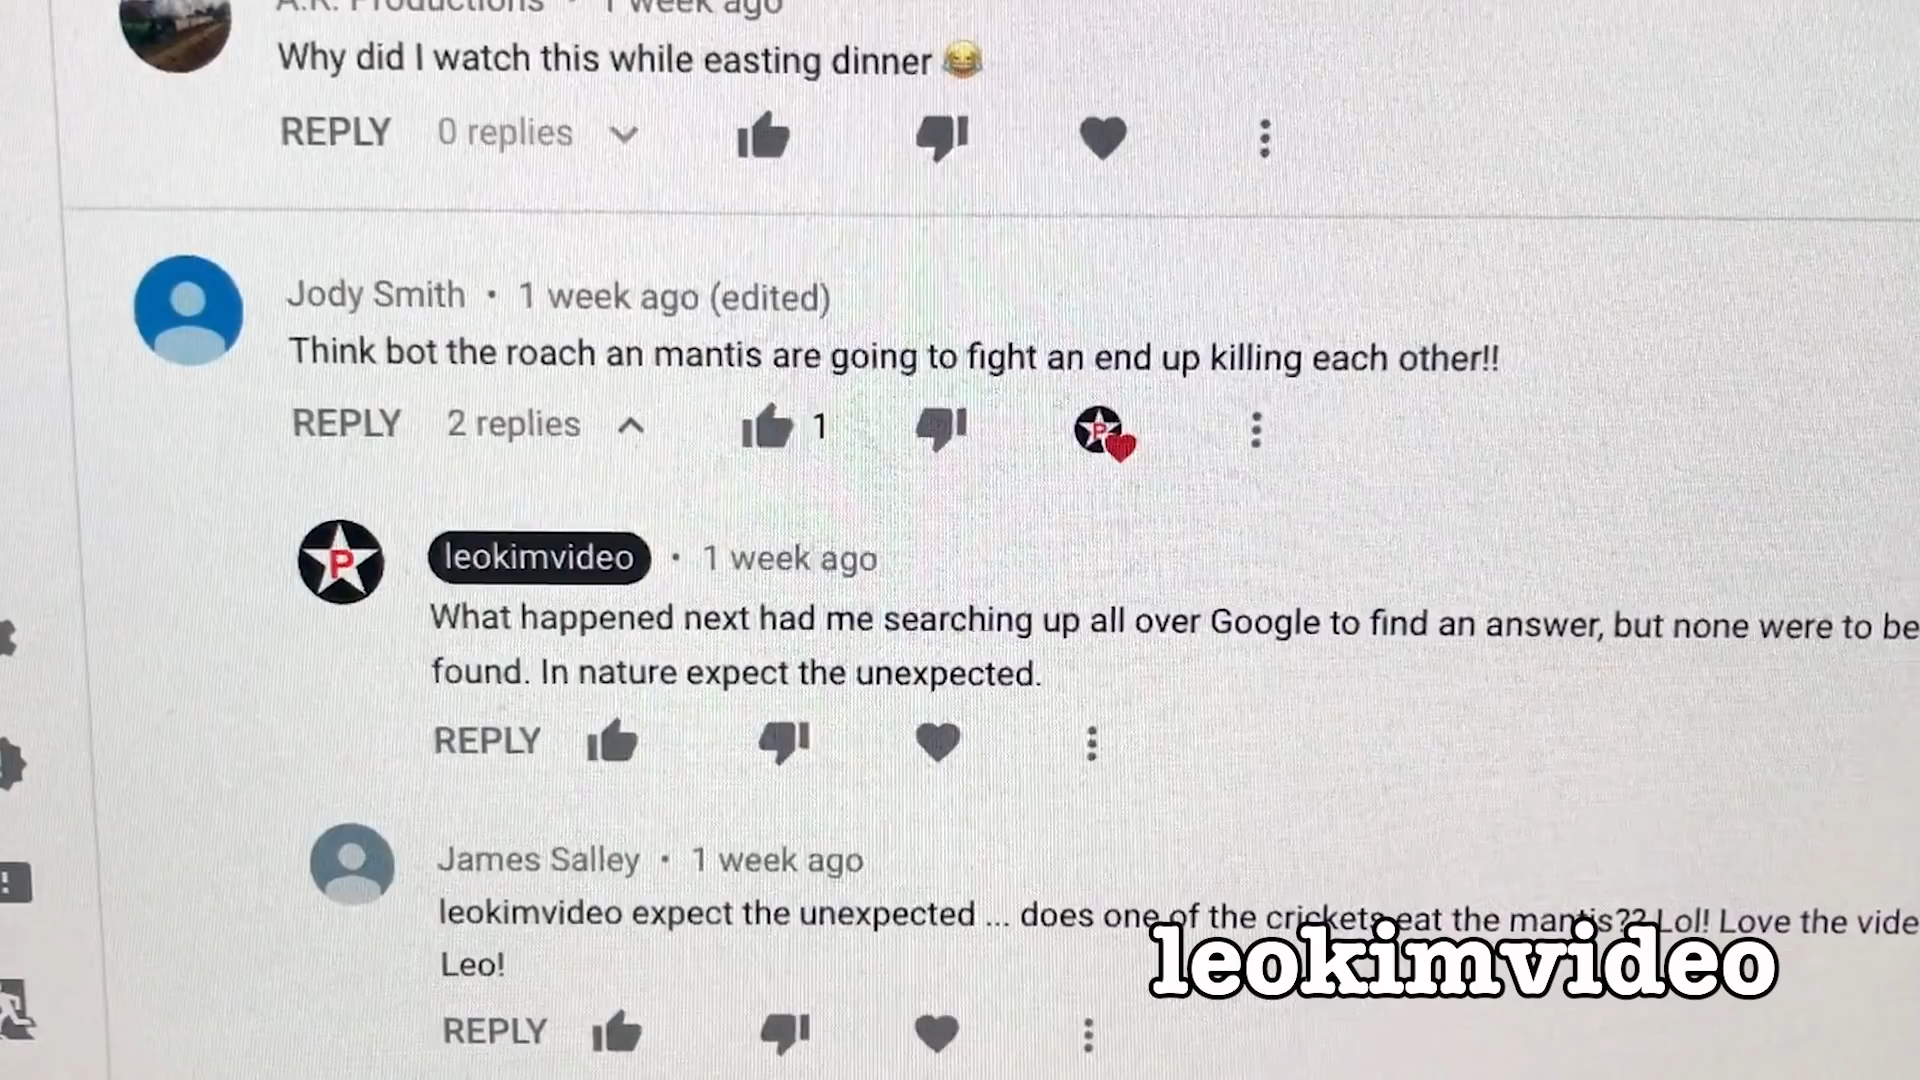 A.R. Productions · 1 week ago
Why did I watch this while easting dinner 😂
REPLY 0 replies
Jody Smith · 1 week ago (edited)
Think bot the roach an mantis are going to fight an end up killing each other!!
REPLY 2 replies 1
P
P
leokimvideo · 1 week ago
What happened next had me searching up all over Google to find an answer, but none were to be
found. In nature expect the unexpected.
REPLY
James Salley · 1 week ago
leokimvideo expect the unexpected ... does one of the crickets eat the mantis?? Lol! Love the vide
Leo!
leokimvideo
REPLY